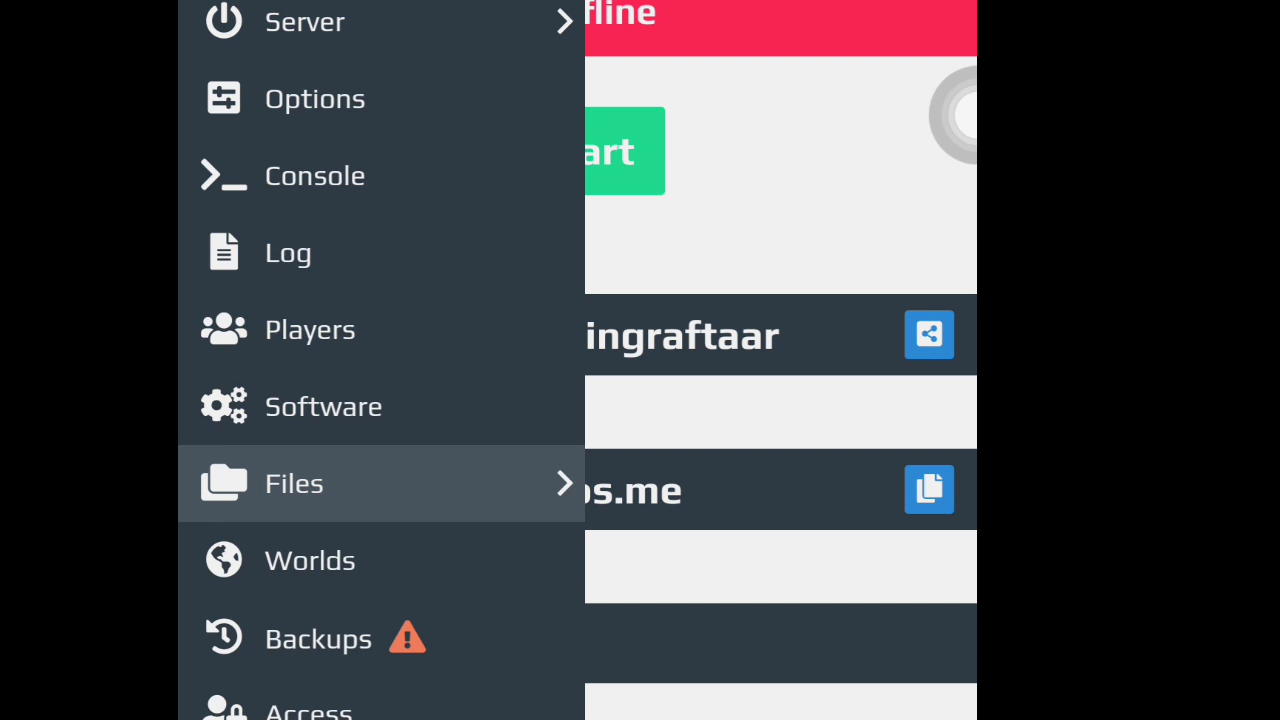 Server
fline
Options
art
Console
Log
Players
ingraftaar
Software
Files
os.me
Worlds
Backups
Access